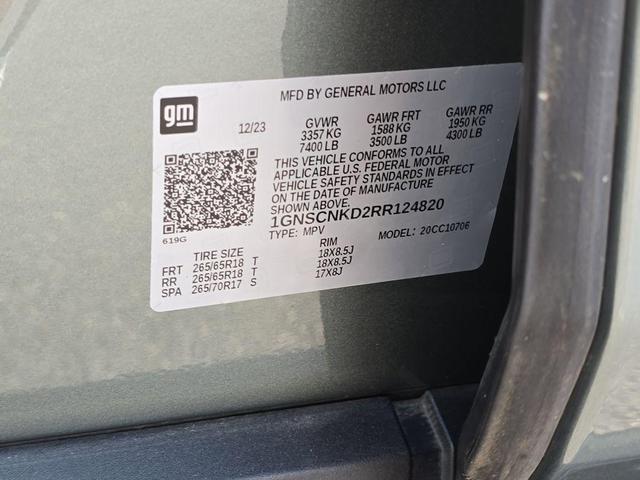 gm
MFD BY GENERAL MOTORS LLC
12/23
GVWR GAWR FRT GAWR RR
3357 KG 1588 KG 1950 KG
7400 LB 3500 LB 4300 LB
THIS VEHICLE CONFORMS TO ALL
APPLICABLE U.S. FEDERAL MOTOR
VEHICLE SAFETY STANDARDS IN EFFECT
ON THE DATE OF MANUFACTURE
SHOWN ABOVE.
1GNSCNKD2RR124820
619G
TYPE: MPV MODEL: 20CC10706
TIRE SIZE RIM
FRT 265/65R18 T 18X8.5J
RR 265/65R18 T 18X8.5J
SPA 265/70R17 S 17X8J